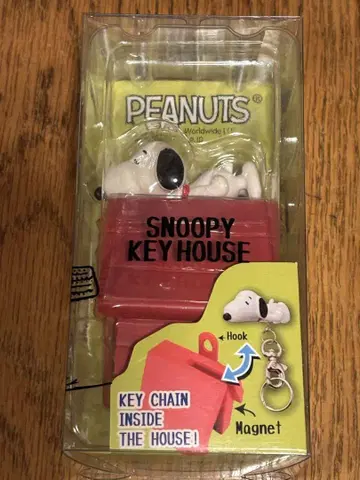 PEANUTS®
Worldwide LLC
SNOOPY
KEY HOUSE
Hook
KEY CHAIN
INSIDE
THE HOUSE!
Magnet